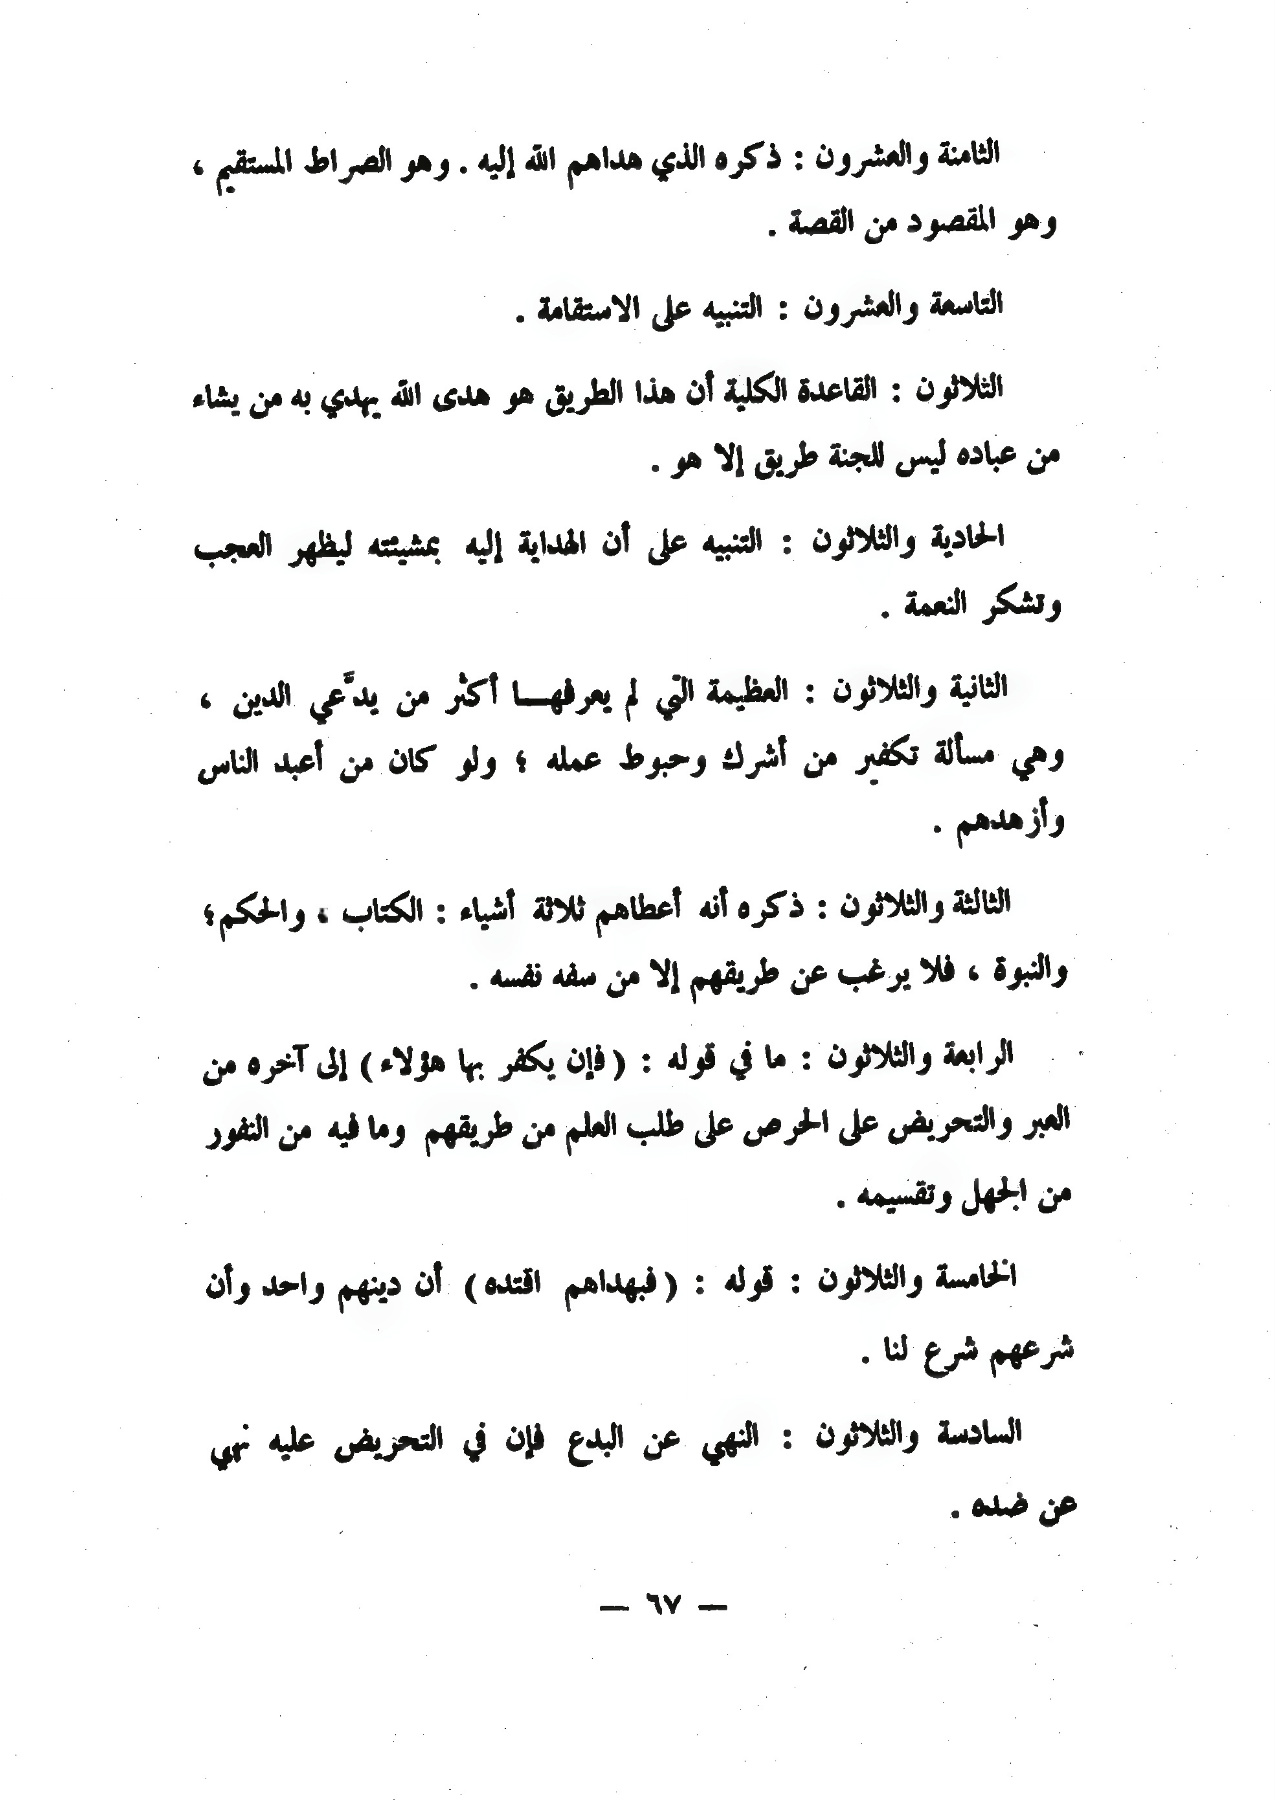 الثامنة والعشرون : ذكره الذي هداهم الله إليه . وهو الصراط المستقيم ،
وهو المقصود من القصة .
التاسعة والعشرون : التنبيه على الاستقامة .
الثلاثون : القاعدة الكلية أن هذا الطريق هو هدى الله يهدي به من يشاء
من عباده ليس للجنة طريق إلا هو .
الحادية والثلاثون : التنبيه على أن الهداية إليه بمشيئته ليظهر العجب
وتشكر النعمة .
الثانية والثلاثون : العظيمة التي لم يعرفهـــا أكثر من يدَّعي الدين ،
وهي مسألة تكفير من أشرك وحبوط عمله ؛ ولو كان من أعبد الناس
وأزهدهم .
الثالثة والثلاثون : ذكره أنه أعطاهم ثلاثة أشياء : الكتاب ، والحكم؛
والنبوة ، فلا يرغب عن طريقهم إلا من سفه نفسه .
الرابعة والثلاثون : ما في قوله : (فإن يكفر بها هؤلاء) إلى آخره من
العبر والتحريض على الحرص على طلب العلم من طريقهم وما فيه من النفور
من الجهل وتقسيمه .
الخامسة والثلاثون : قوله : (فبهداهم اقتده) أن دينهم واحد وأن
شرعهم شرع لنا .
السادسة والثلاثون : النهي عن البدع فإن في التحريض عليه نهي
عن ضده .
— ٦٧ —